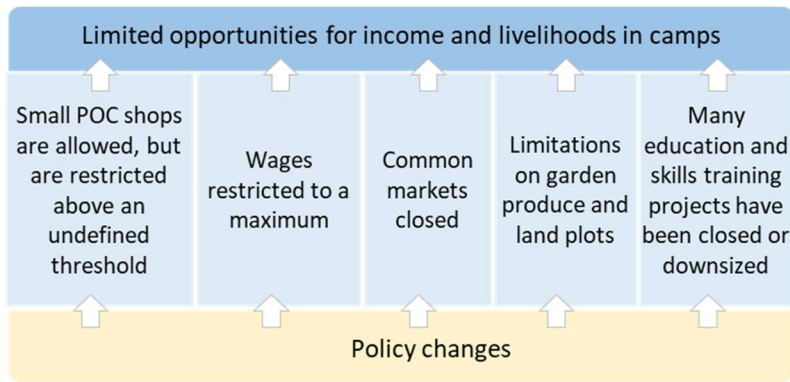 Limited opportunities for income and livelihoods in camps
Small POC shops
are allowed, but
are restricted
above an
undefined
threshold
Wages
restricted to a
maximum
Common
markets
closed
Limitations
on garden
produce and
land plots
Many
education and
skills training
projects have
been closed or
downsized
Policy changes